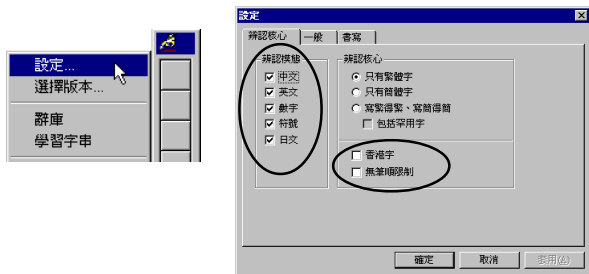 設定...
選擇版本...
辭庫
學習字串
設定
辨認核心
一般
書寫
辨認模態
中文
英文
數字
符號
日文
辨認核心
只有繁體字
只有簡體字
寫繁得繁、寫簡得簡
包括罕用字
香港字
無筆順限制
確定
取消
套用(A)